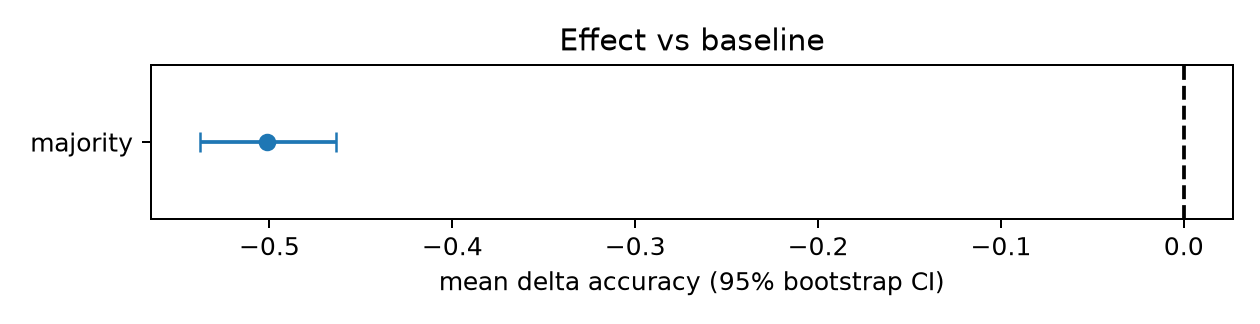 Effect vs baseline
majority
−0.5 −0.4 −0.3 −0.2 −0.1 0.0
mean delta accuracy (95% bootstrap CI)